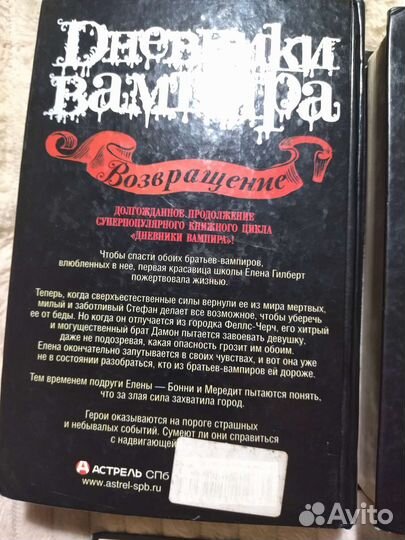 Дневники
вампира
Возвращение
ДОЛГОЖДАННОЕ ПРОДОЛЖЕНИЕ
СУПЕРПОПУЛЯРНОГО КНИЖНОГО ЦИКЛА
«ДНЕВНИКИ ВАМПИРА»!
Чтобы спасти обоих братьев-вампиров,
влюбленных в нее, первая красавица школы Елена Гилберт
пожертвовала жизнью.
Теперь, когда сверхъестественные силы вернули ее из мира мертвых,
милый и заботливый Стефан делает все возможное, чтобы уберечь
ее от беды. Но когда он отлучается из городка Феллс-Черч, его хитрый
и могущественный брат Дамон пытается завоевать девушку,
даже не подозревая, какая опасность грозит им обоим.
Елена окончательно запутывается в своих чувствах, и вот она уже
не в состоянии разобраться, кто из братьев-вампиров ей дороже.
Тем временем подруги Елены — Бонни и Мередит пытаются понять,
что за злая сила захватила город.
Герои оказываются на пороге страшных
и небывалых событий. Сумеют ли они справиться
с надвигающей
АСТРЕЛЬ СПб
www.astrel-spb.ru
Avito